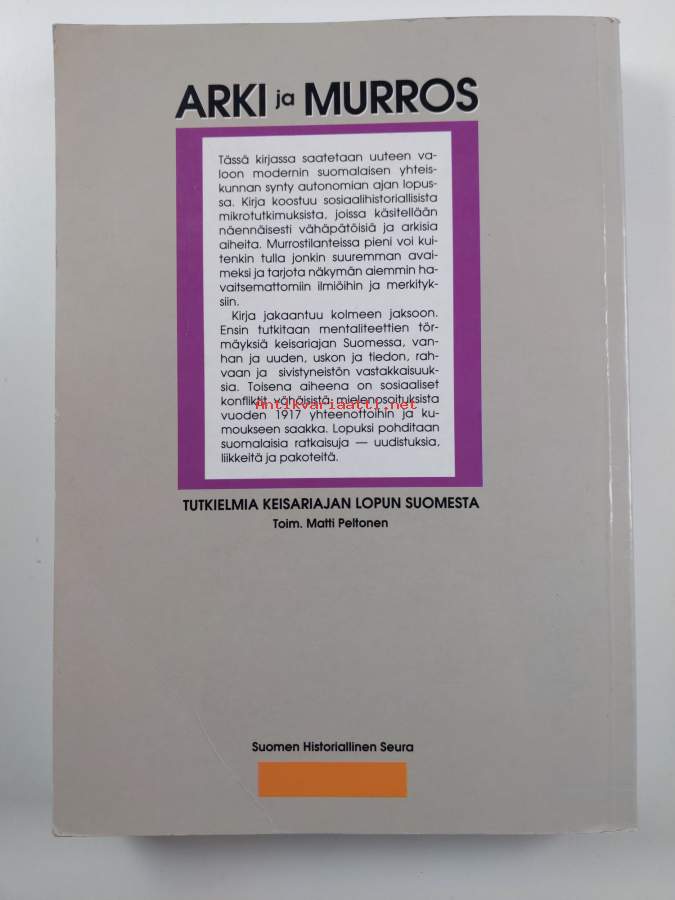 ARKI ja MURROS
Tässä kirjassa saatetaan uuteen va-
loon modernin suomalaisen yhteis-
kunnan synty autonomian ajan lopus-
sa. Kirja koostuu sosiaalihistoriallisista
mikrotutkimuksista, joissa käsitellään
näennäisesti vähäpätöisiä ja arkisia
aiheita. Murrostilanteissa pieni voi kui-
tenkin tulla jonkin suuremman avai-
meksi ja tarjota näkymän aiemmin ha-
vaitsemattomiin ilmiöihin ja merkityk-
siin.
Kirja jakaantuu kolmeen jaksoon.
Ensin tutkitaan mentaliteettien tör-
mäyksiä keisariajan Suomessa, van-
han ja uuden, uskon ja tiedon, rah-
vaan ja sivistyneistön vastakkaisuuk-
sia. Toisena aiheena on sosiaaliset
konfliktit vähäisistä mielenosoituksista
Antikvariaatti.net
vuoden 1917 yhteenottoihin ja ku-
moukseen saakka. Lopuksi pohditaan
suomalaisia ratkaisuja — uudistuksia,
liikkeitä ja pakoteitä.
TUTKIELMIA KEISARIAJAN LOPUN SUOMESTA
Toim. Matti Peltonen
Suomen Historiallinen Seura